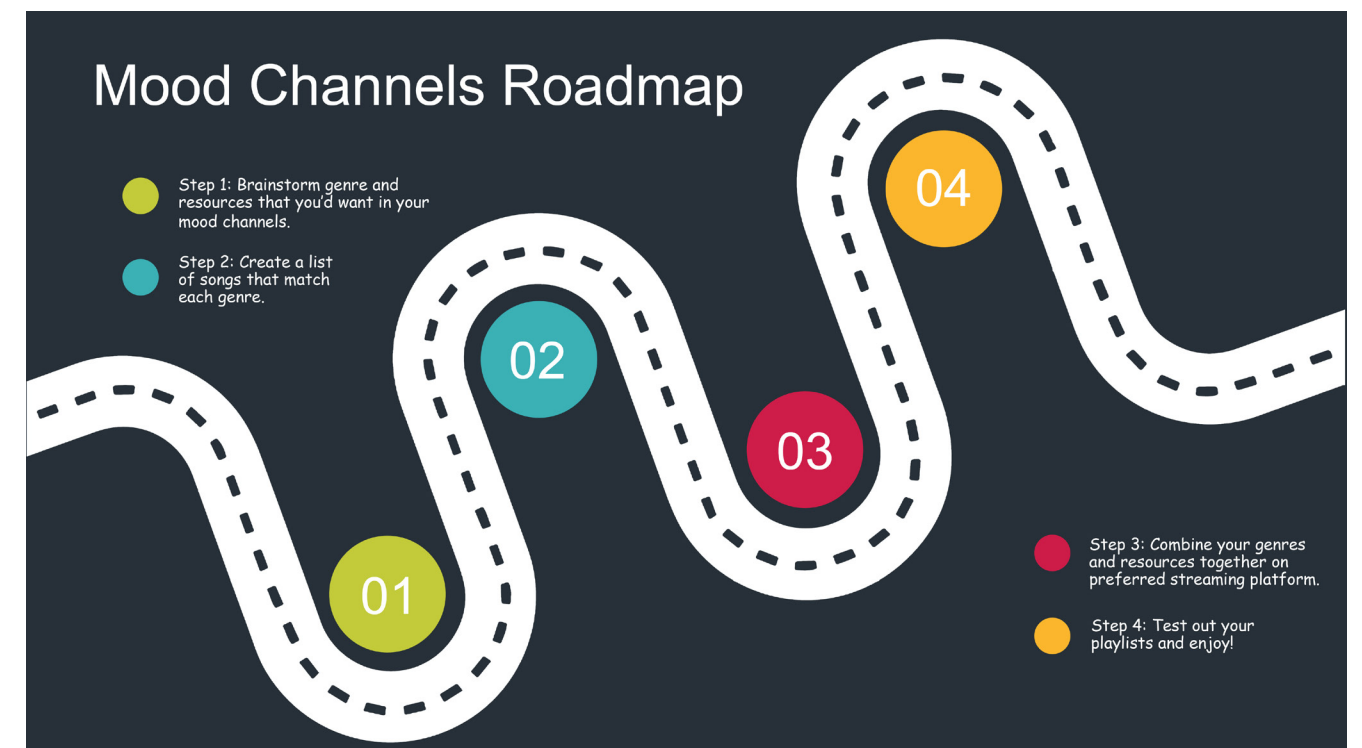 Mood Channels Roadmap
Step 1: Brainstorm genre and
resources that you'd want in your
mood channels.
Step 2: Create a list
of songs that match
each genre.
04
02
03
01
Step 3: Combine your genres
and resources together on
preferred streaming platform.
Step 4: Test out your
playlists and enjoy!